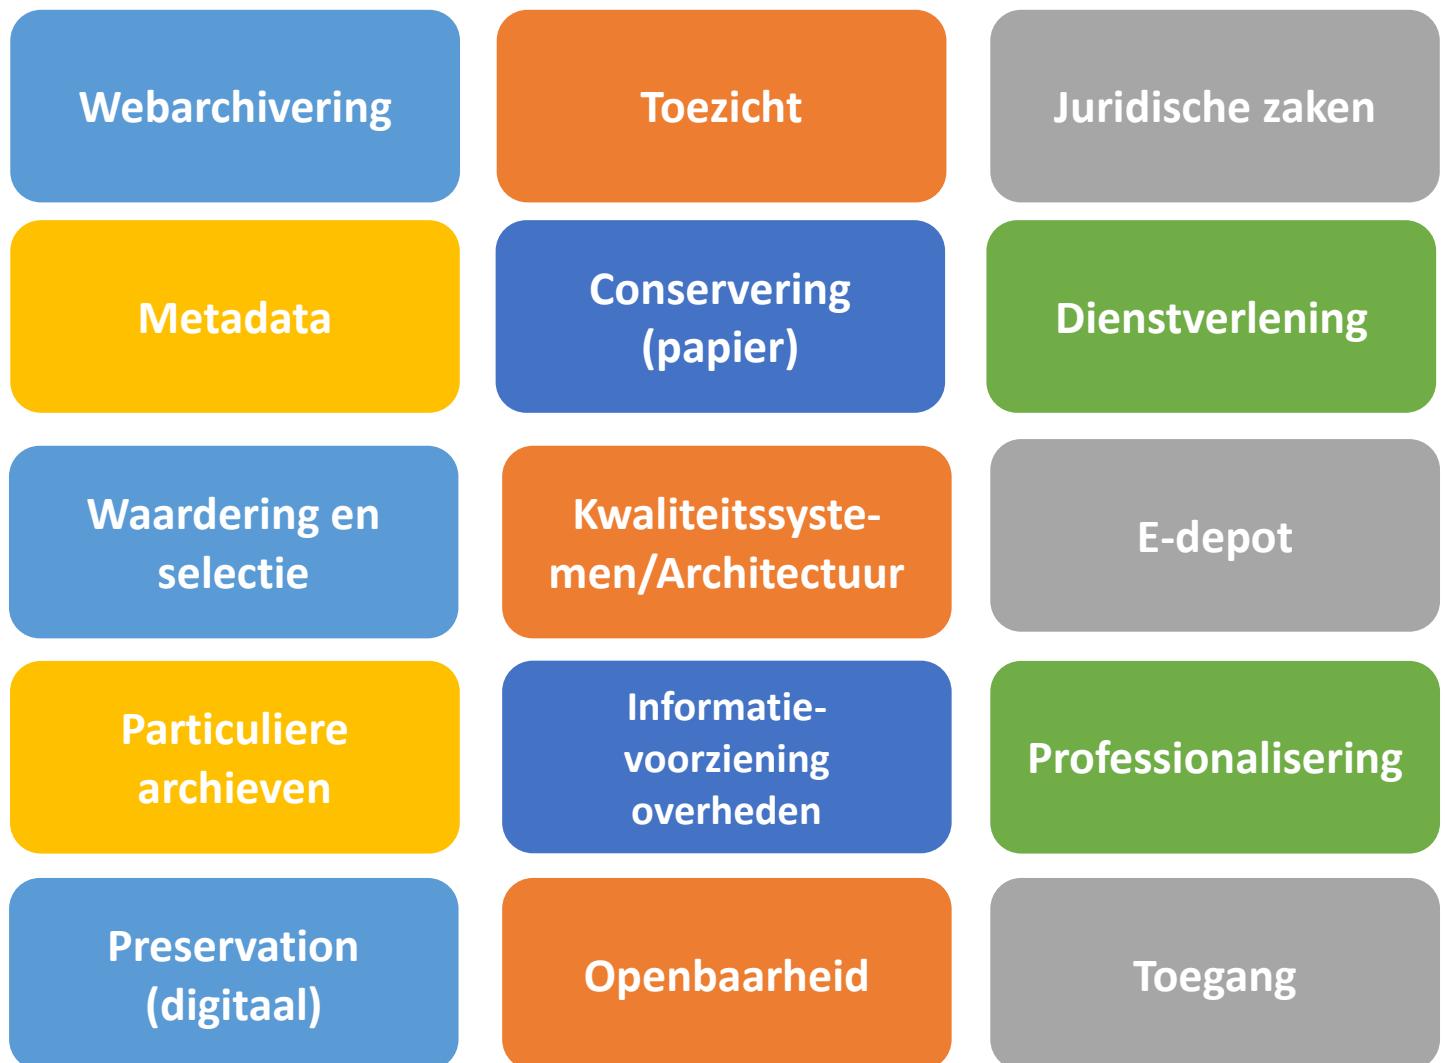 Webarchivering
Toezicht
Juridische zaken
Metadata
Conservering
(papier)
Dienstverlening
Waardering en
selectie
Kwaliteitssyste-
men/Architectuur
E-depot
Particuliere
archieven
Informatie-
voorziening
overheden
Professionalisering
Preservation
(digitaal)
Openbaarheid
Toegang